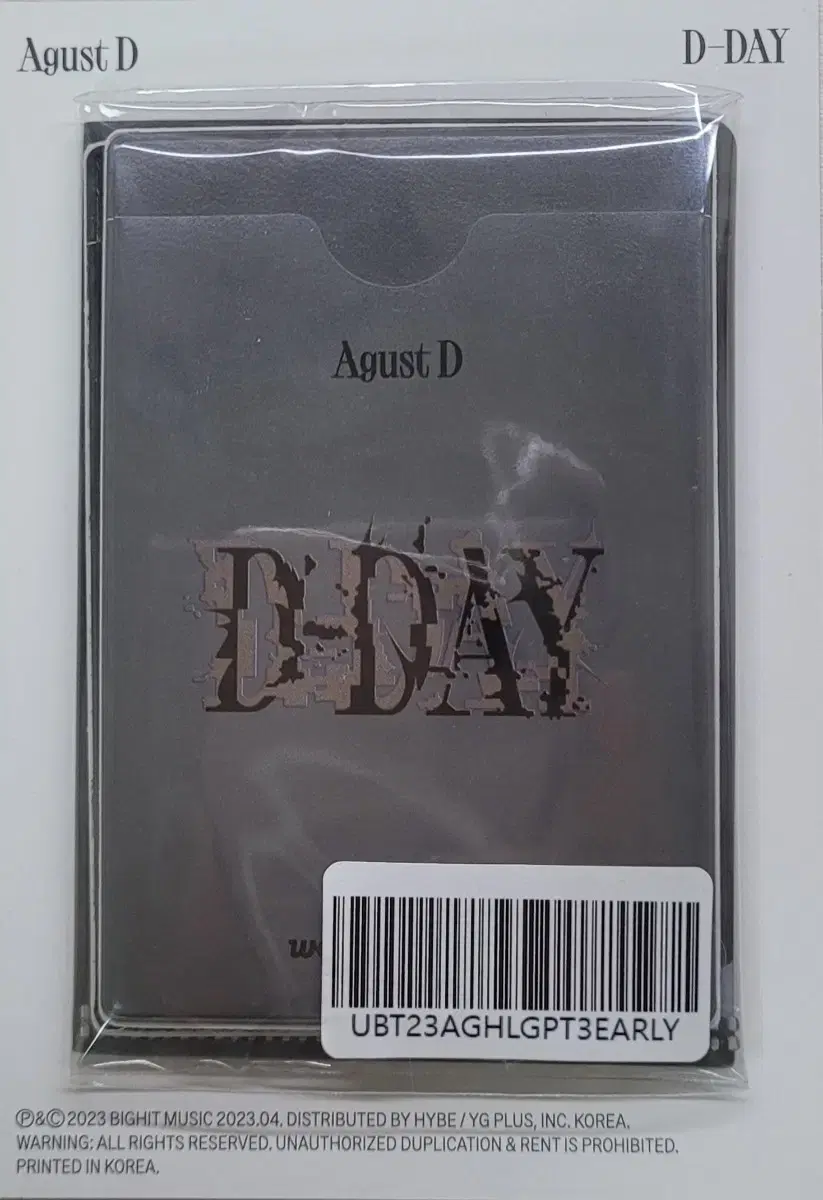 Agust D
D-DAY
Agust D
D-DAY
UBT23AGHLGPT3EARLY
Ⓟ&Ⓒ 2023 BIGHIT MUSIC 2023.04. DISTRIBUTED BY HYBE / YG PLUS, INC. KOREA.
WARNING: ALL RIGHTS RESERVED. UNAUTHORIZED DUPLICATION & RENT IS PROHIBITED.
PRINTED IN KOREA.